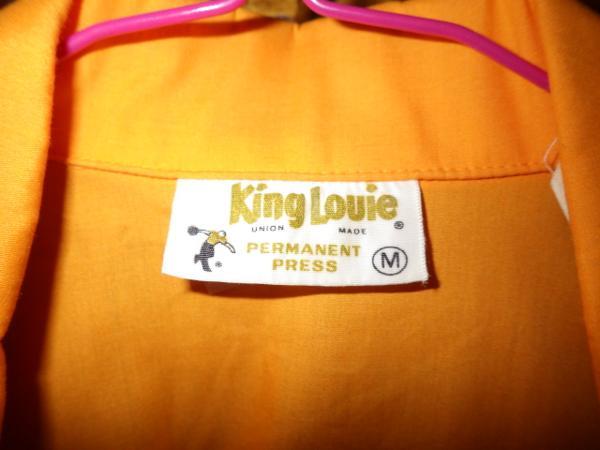 King Louie
UNION MADE ®
PERMANENT
PRESS
M
®